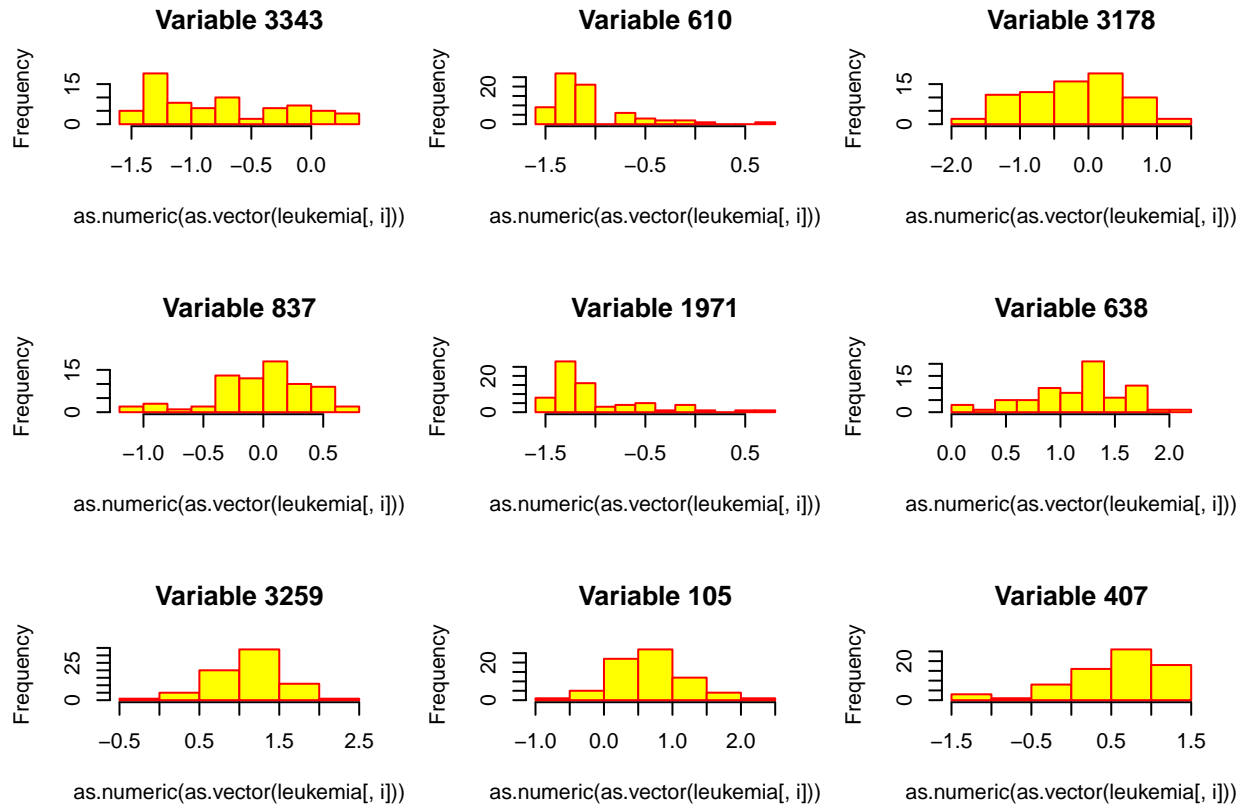 Variable 3343
Frequency
0 15
−1.5 −1.0 −0.5 0.0
as.numeric(as.vector(leukemia[, i]))
Variable 610
Frequency
0 20
−1.5 −0.5 0.5
as.numeric(as.vector(leukemia[, i]))
Variable 3178
Frequency
0 15
−2.0 −1.0 0.0 1.0
as.numeric(as.vector(leukemia[, i]))
Variable 837
Frequency
0 15
−1.0 −0.5 0.0 0.5
as.numeric(as.vector(leukemia[, i]))
Variable 1971
Frequency
0 20
−1.5 −0.5 0.5
as.numeric(as.vector(leukemia[, i]))
Variable 638
Frequency
0 15
0.0 0.5 1.0 1.5 2.0
as.numeric(as.vector(leukemia[, i]))
Variable 3259
Frequency
0 25
−0.5 0.5 1.5 2.5
as.numeric(as.vector(leukemia[, i]))
Variable 105
Frequency
0 20
−1.0 0.0 1.0 2.0
as.numeric(as.vector(leukemia[, i]))
Variable 407
Frequency
0 20
−1.5 −0.5 0.5 1.5
as.numeric(as.vector(leukemia[, i]))